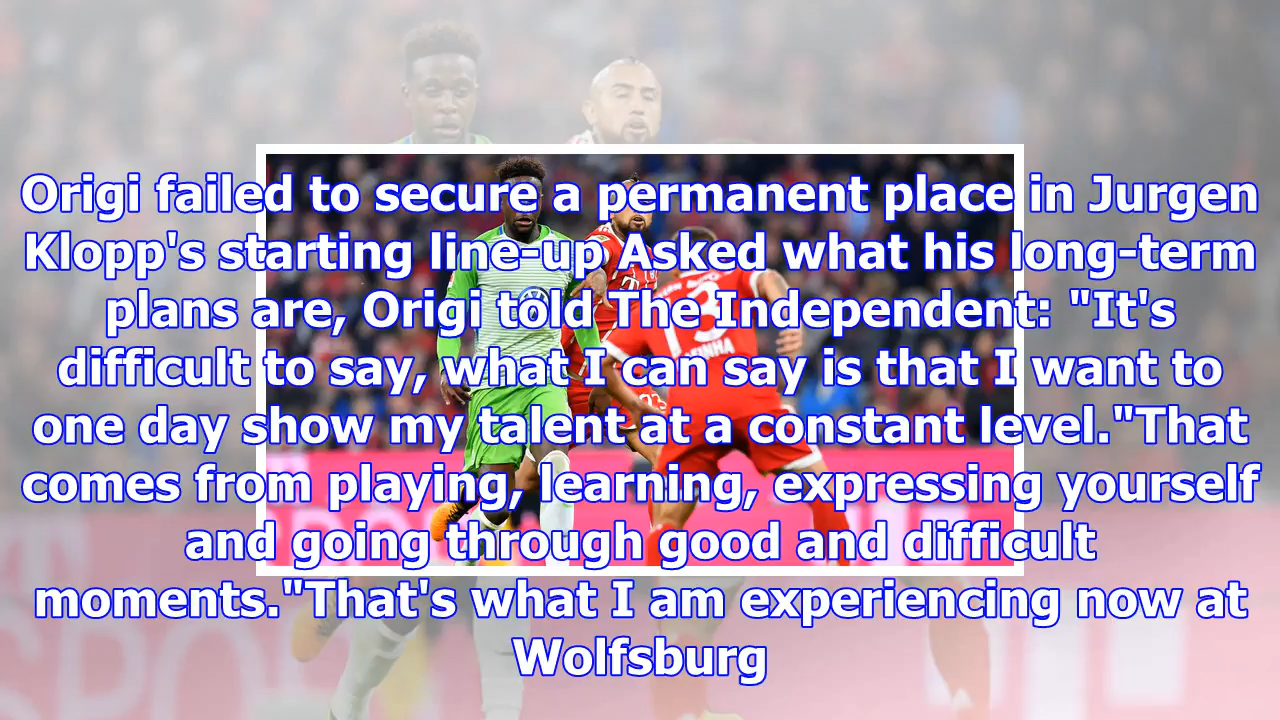 Origi failed to secure a permanent place in Jurgen
Klopp's starting line-up Asked what his long-term
plans are, Origi told The Independent: "It's
difficult to say, what I can say is that I want to
one day show my talent at a constant level."That
comes from playing, learning, expressing yourself
and going through good and difficult
moments."That's what I am experiencing now at
Wolfsburg